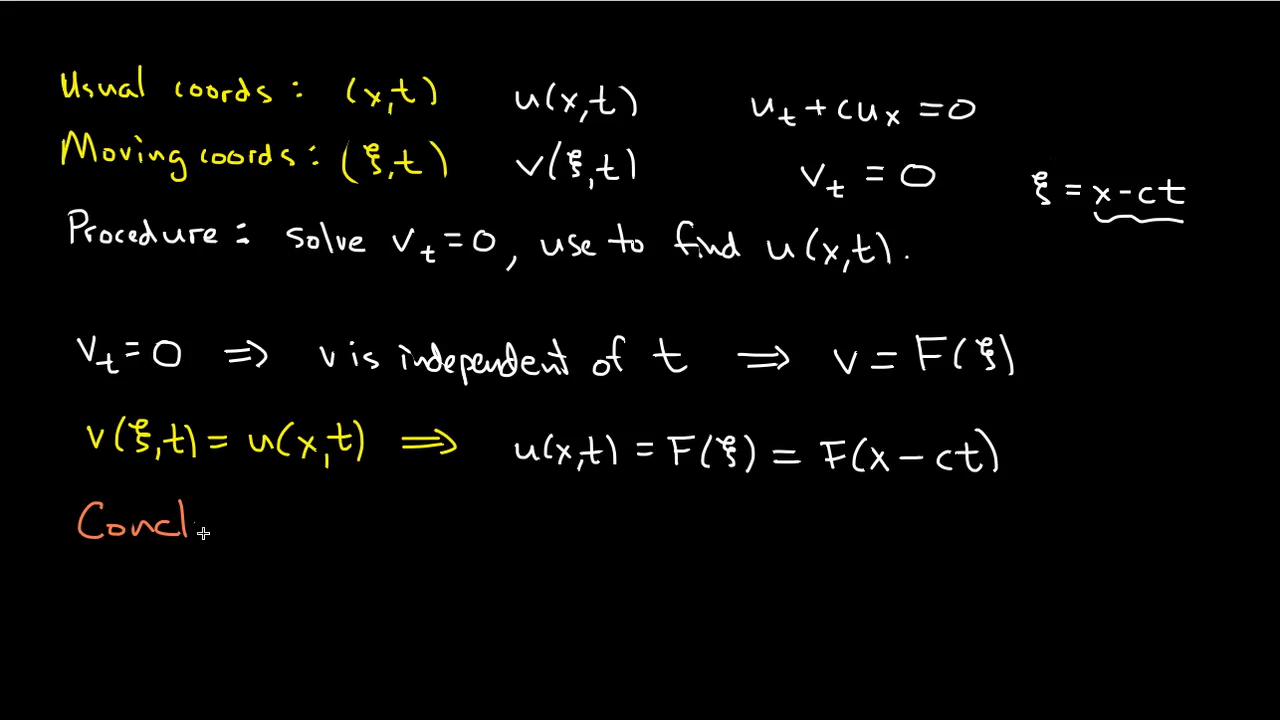 Usual coords: (x,t) u(x,t) u_t + cu_x = 0
Moving coords: (ξ,t) v(ξ,t) v_t = 0 ξ = x-ct
Procedure: solve v_t = 0, use to find u(x,t).
v_t = 0 ⇒ v is independent of t ⇒ v = F(ξ)
v(ξ,t) = u(x,t) ⇒ u(x,t) = F(ξ) = F(x-ct)
Concl